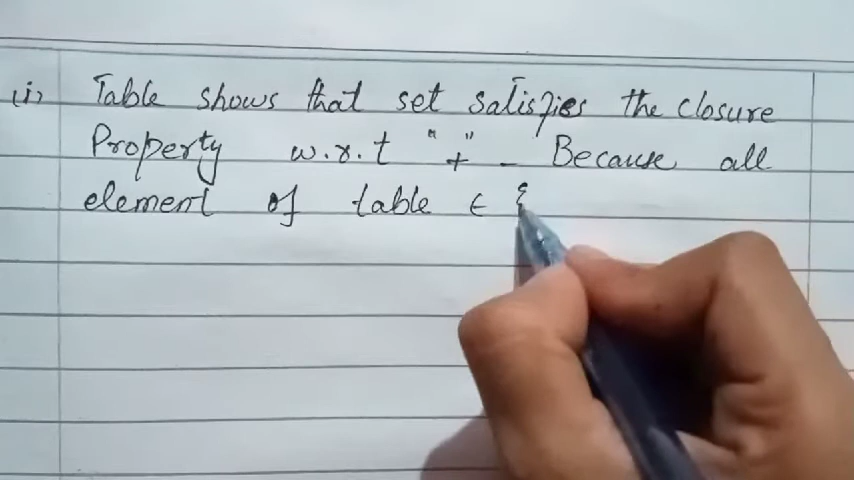 (i) Table shows that set satisfies the closure
Property w.r.t "+" - Because all
element of table ∈ {